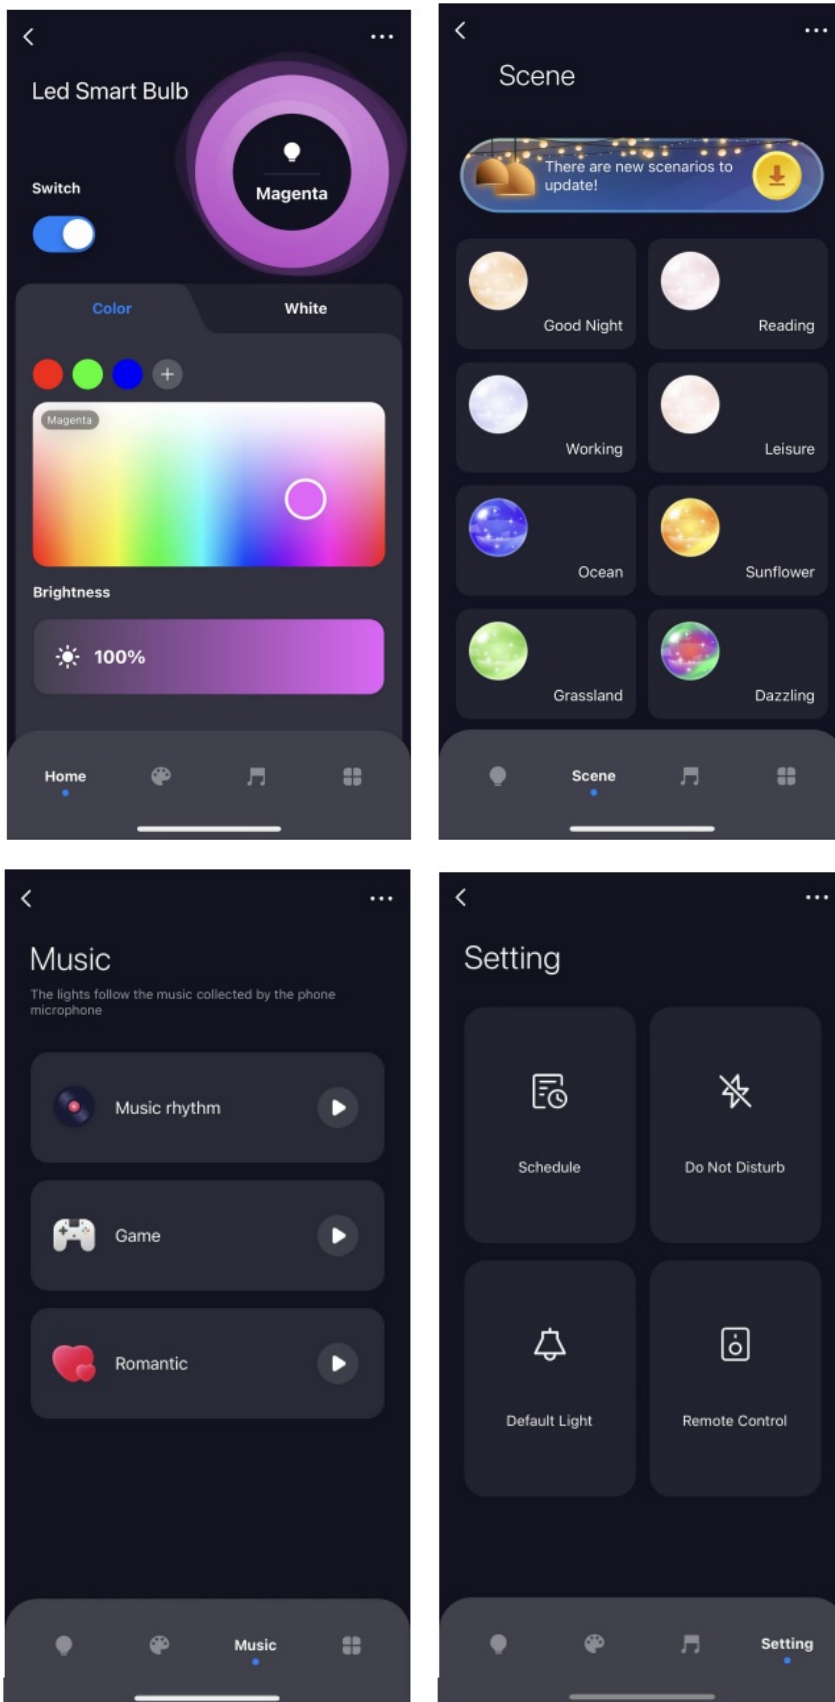 Led Smart Bulb
Switch
Magenta
Color
White
Magenta
Brightness
100%
Home
Scene
There are new scenarios to
update!
Good Night
Reading
Working
Leisure
Ocean
Sunflower
Grassland
Dazzling
Scene
Music
The lights follow the music collected by the phone
microphone
Music rhythm
Game
Romantic
Music
Setting
Schedule
Do Not Disturb
Default Light
Remote Control
Setting